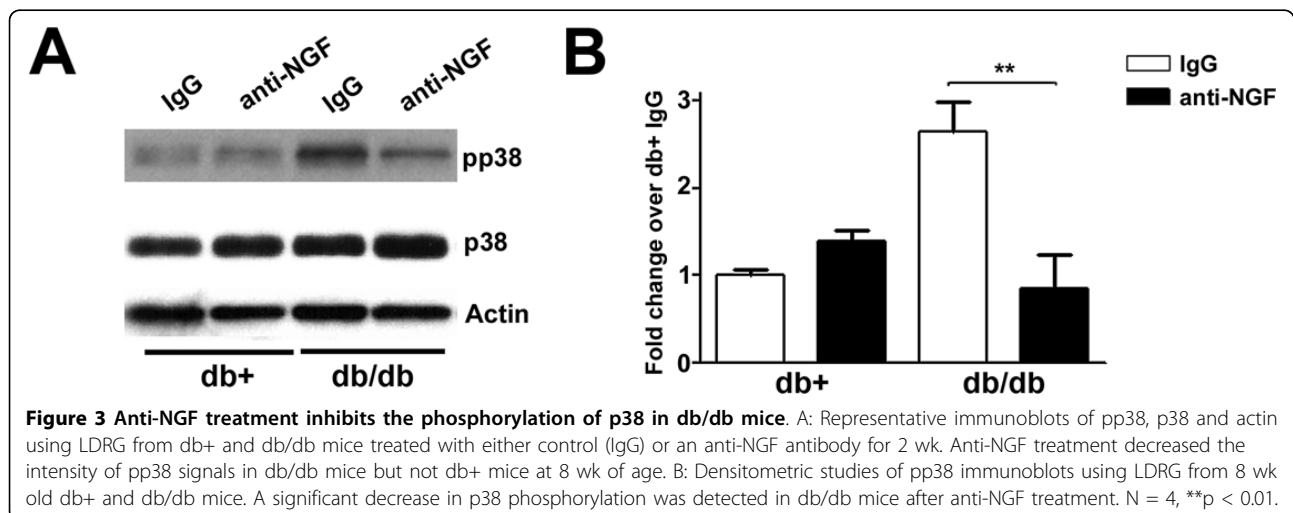 A
IgG
anti-NGF
IgG
anti-NGF
pp38
p38
Actin
db+
db/db
B
**
IgG
anti-NGF
Fold change over db+ IgG
3
2
1
0
db+
db/db
Figure 3 Anti-NGF treatment inhibits the phosphorylation of p38 in db/db mice. A: Representative immunoblots of pp38, p38 and actin
using LDRG from db+ and db/db mice treated with either control (IgG) or an anti-NGF antibody for 2 wk. Anti-NGF treatment decreased the
intensity of pp38 signals in db/db mice but not db+ mice at 8 wk of age. B: Densitometric studies of pp38 immunoblots using LDRG from 8 wk
old db+ and db/db mice. A significant decrease in p38 phosphorylation was detected in db/db mice after anti-NGF treatment. N = 4, **p < 0.01.